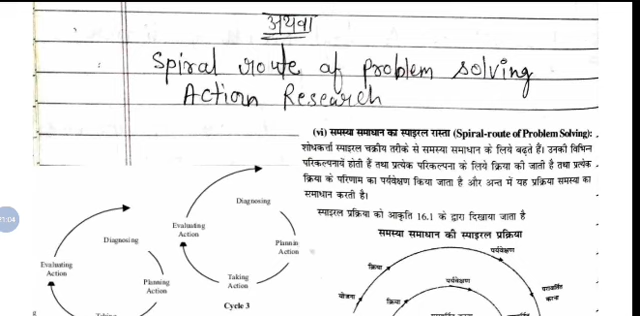 अथवा
Spiral route of problem solving
Action Research
(vi) समस्या समाधान का स्पाइरल रास्ता (Spiral-route of Problem Solving):
शोधकर्ता स्पाइरल चक्रीय तरीके से समस्या समाधान के लिये बढ़ते हैं। उनकी विभिन
परिकल्पनायें होती हैं तथा प्रत्येक परिकल्पना के लिये क्रिया की जाती है तथा प्रत्येक
क्रिया के परिणाम का पर्यवेक्षण किया जाता है और अन्त में यह प्रक्रिया समस्या का
समाधान करती है।
स्पाइरल प्रक्रिया को आकृति 16.1 के द्वारा दिखाया जाता है
समस्या समाधान की स्पाइरल प्रक्रिया
Diagnosing
Evaluating
Action
Plannin
Action
Taking
Action
Cycle 3
Diagnosing
Evaluating
Action
Planning
Action
पर्यवेक्षण
क्रिया
योजना
पर्यवेक्षण
क्रिया
करना